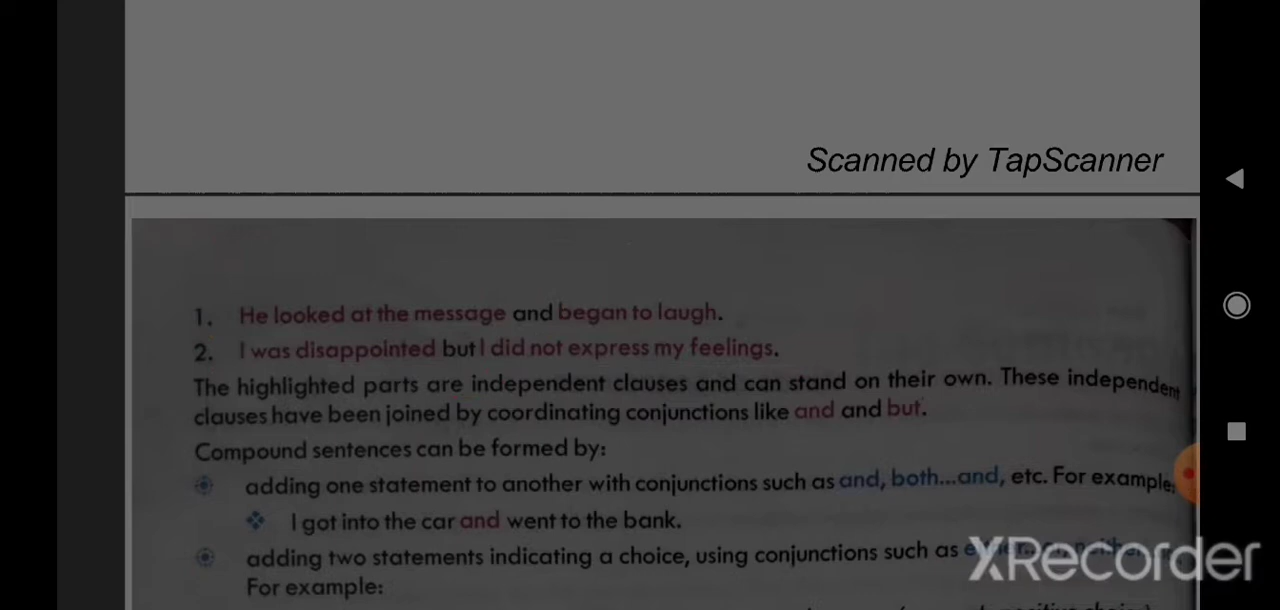 Scanned by TapScanner
1. He looked at the message and began to laugh.
2. I was disappointed but I did not express my feelings.
The highlighted parts are independent clauses and can stand on their own. These independent
clauses have been joined by coordinating conjunctions like and and but.
Compound sentences can be formed by:
adding one statement to another with conjunctions such as and, both...and, etc. For example:
I got into the car and went to the bank.
adding two statements indicating a choice, using conjunctions such as
For example:
XRecorder